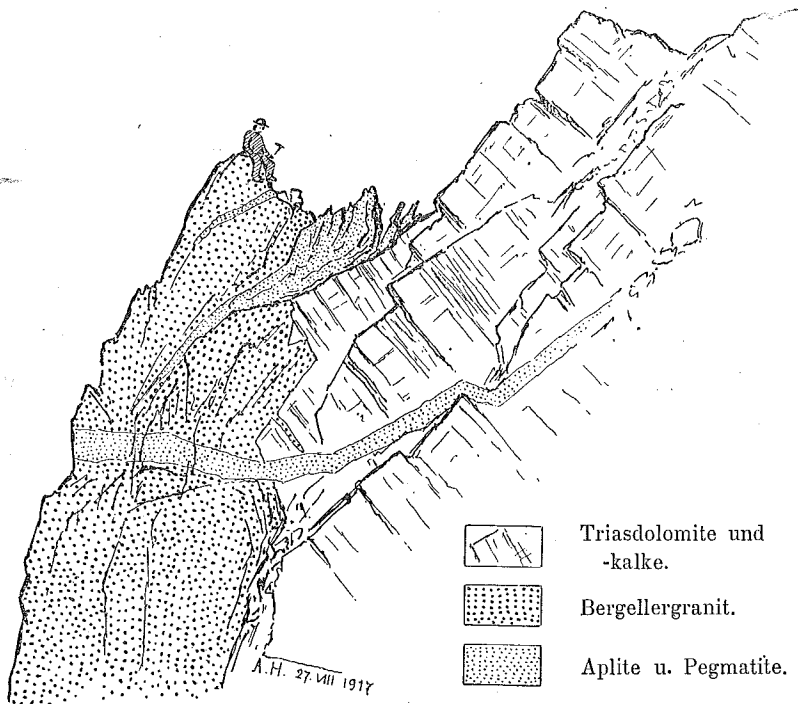 Triasdolomite und
-kalke.
Bergellergranit.
Aplite u. Pegmatite.
A.H. 27. VIII 1917